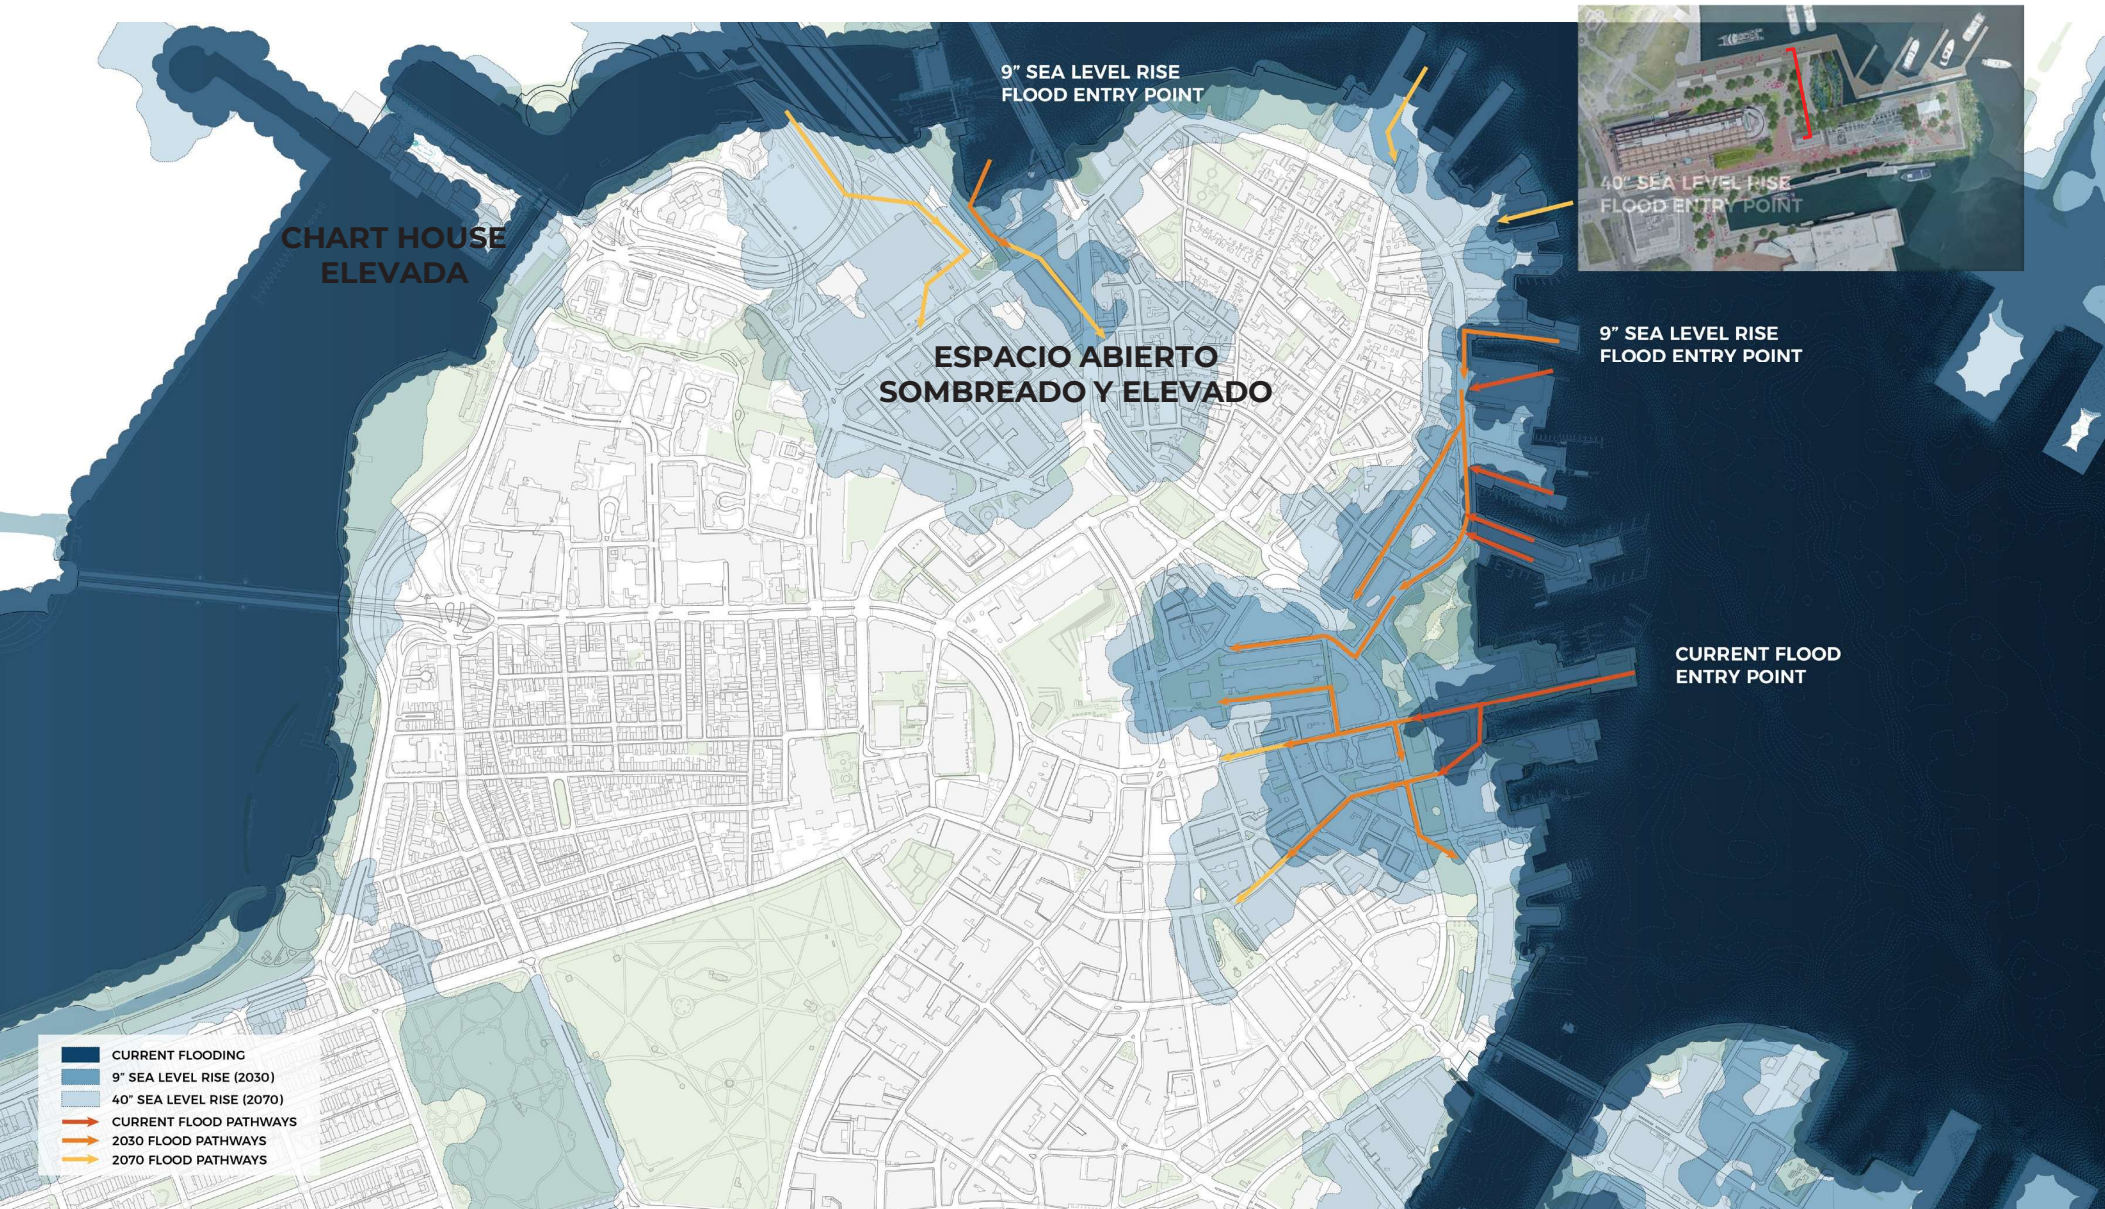 9” SEA LEVEL RISE
FLOOD ENTRY POINT
40” SEA LEVEL RISE
FLOOD ENTRY POINT
CHART HOUSE
ELEVADA
9” SEA LEVEL RISE
FLOOD ENTRY POINT
ESPACIO ABIERTO
SOMBREADO Y ELEVADO
CURRENT FLOOD
ENTRY POINT
CURRENT FLOODING
9” SEA LEVEL RISE (2030)
40” SEA LEVEL RISE (2070)
CURRENT FLOOD PATHWAYS
2030 FLOOD PATHWAYS
2070 FLOOD PATHWAYS